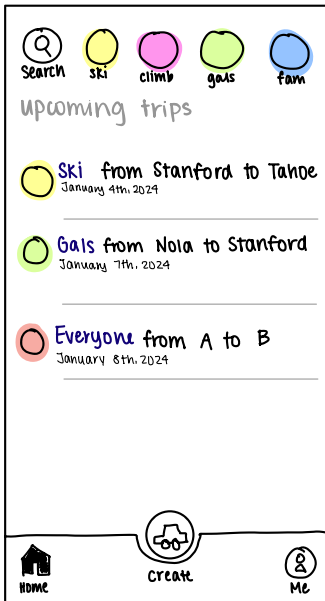 Search ski climb gals fam
upcoming trips
Ski from Stanford to Tahoe
January 4th, 2024
Gals from Nola to Stanford
January 7th, 2024
Everyone from A to B
January 8th, 2024
Home Create Me